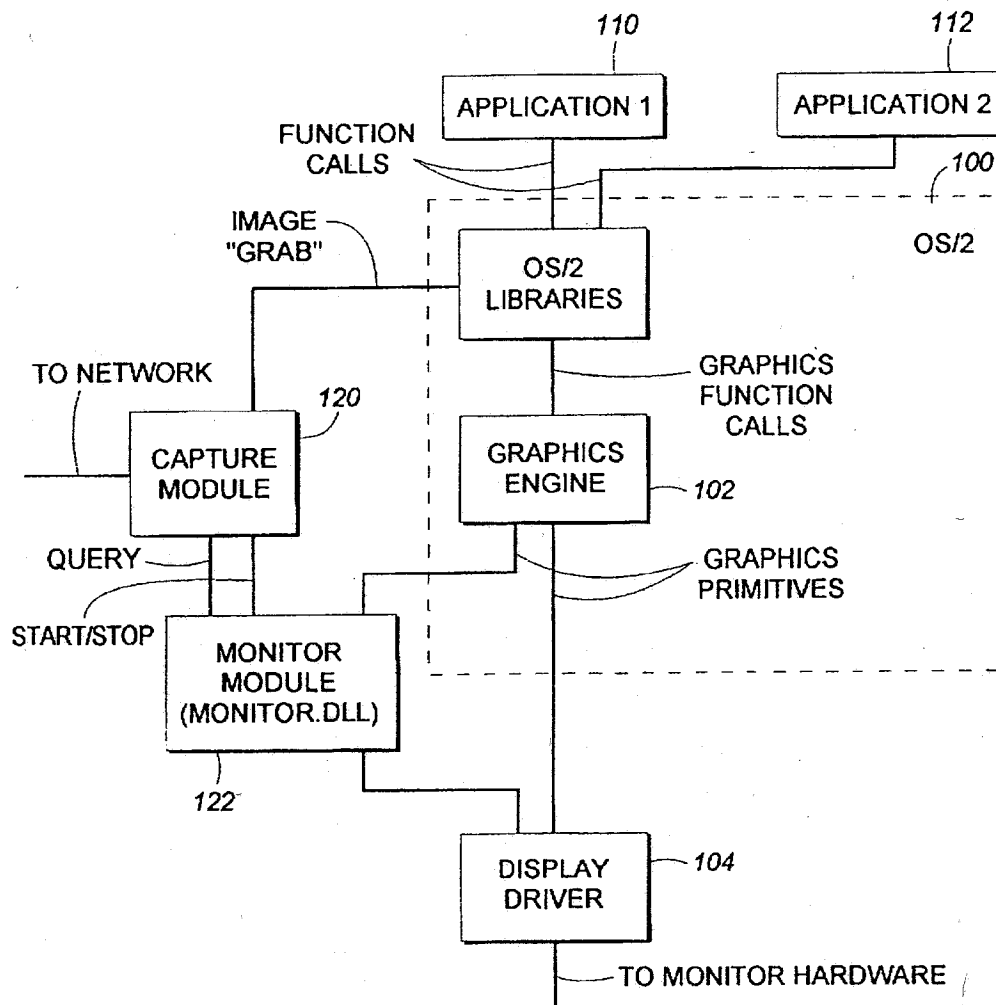 110
112
APPLICATION 1
APPLICATION 2
FUNCTION
CALLS
100
IMAGE
"GRAB"
OS/2
OS/2
LIBRARIES
TO NETWORK
GRAPHICS
FUNCTION
CALLS
120
CAPTURE
MODULE
GRAPHICS
ENGINE
102
QUERY
GRAPHICS
PRIMITIVES
START/STOP
MONITOR
MODULE
(MONITOR.DLL)
122
DISPLAY
DRIVER
104
TO MONITOR HARDWARE